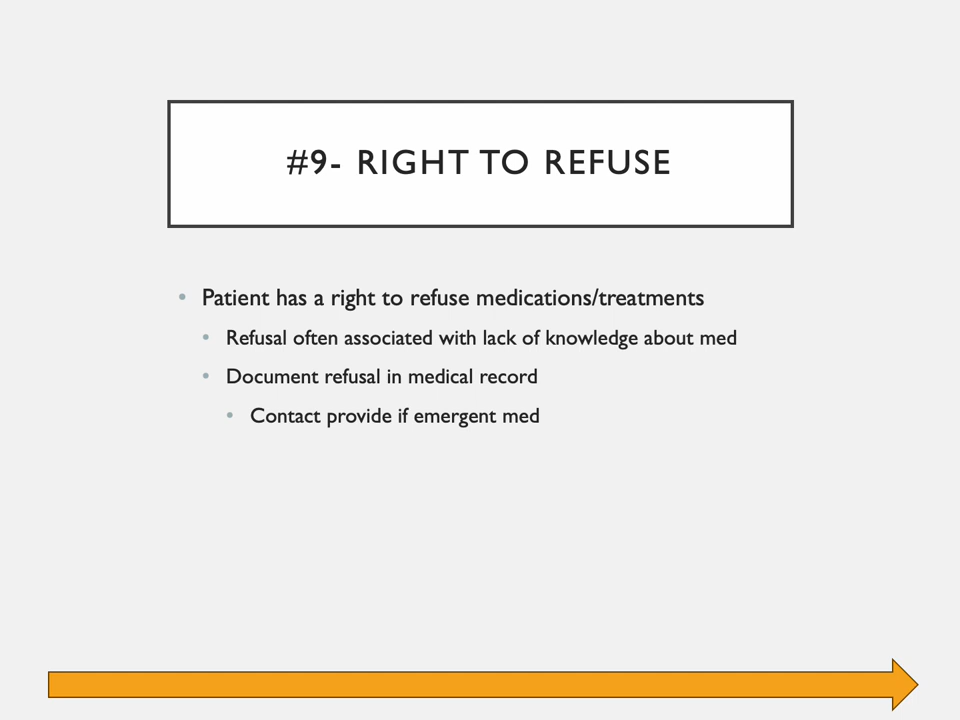 #9- RIGHT TO REFUSE
• Patient has a right to refuse medications/treatments
• Refusal often associated with lack of knowledge about med
• Document refusal in medical record
• Contact provide if emergent med